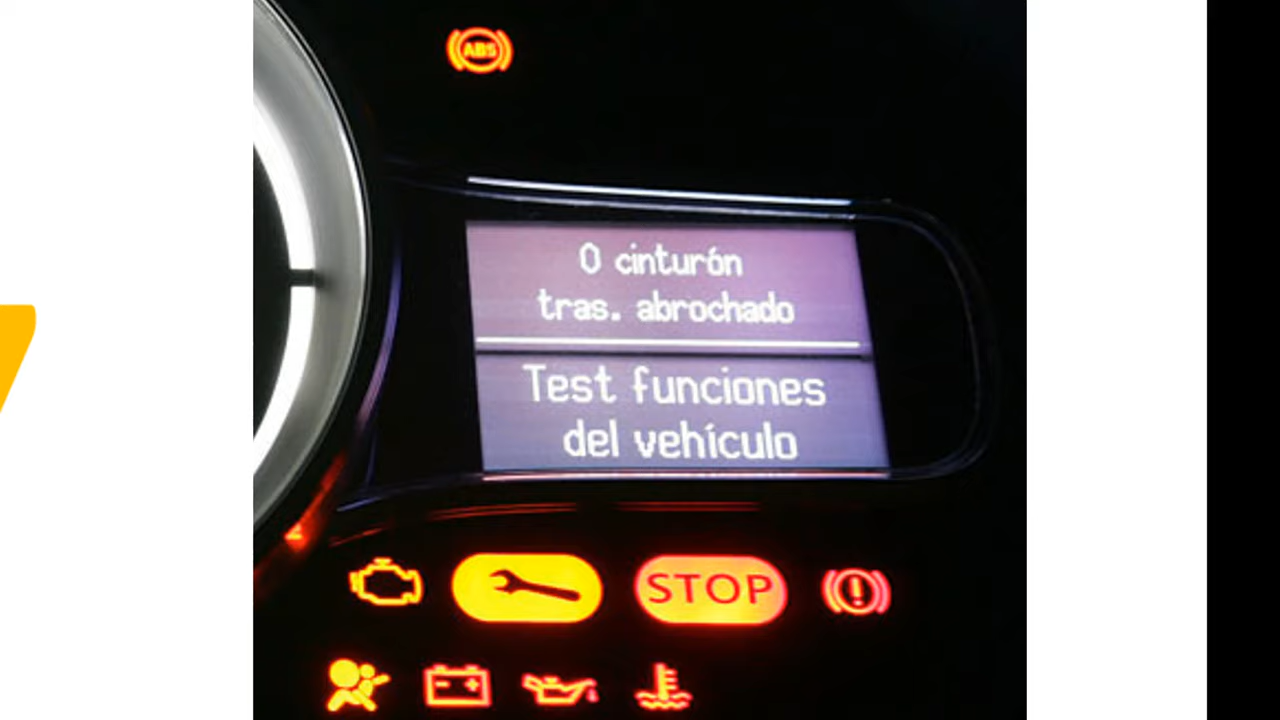 ABS
0 cinturón
tras. abrochado
Test funciones
del vehículo
STOP